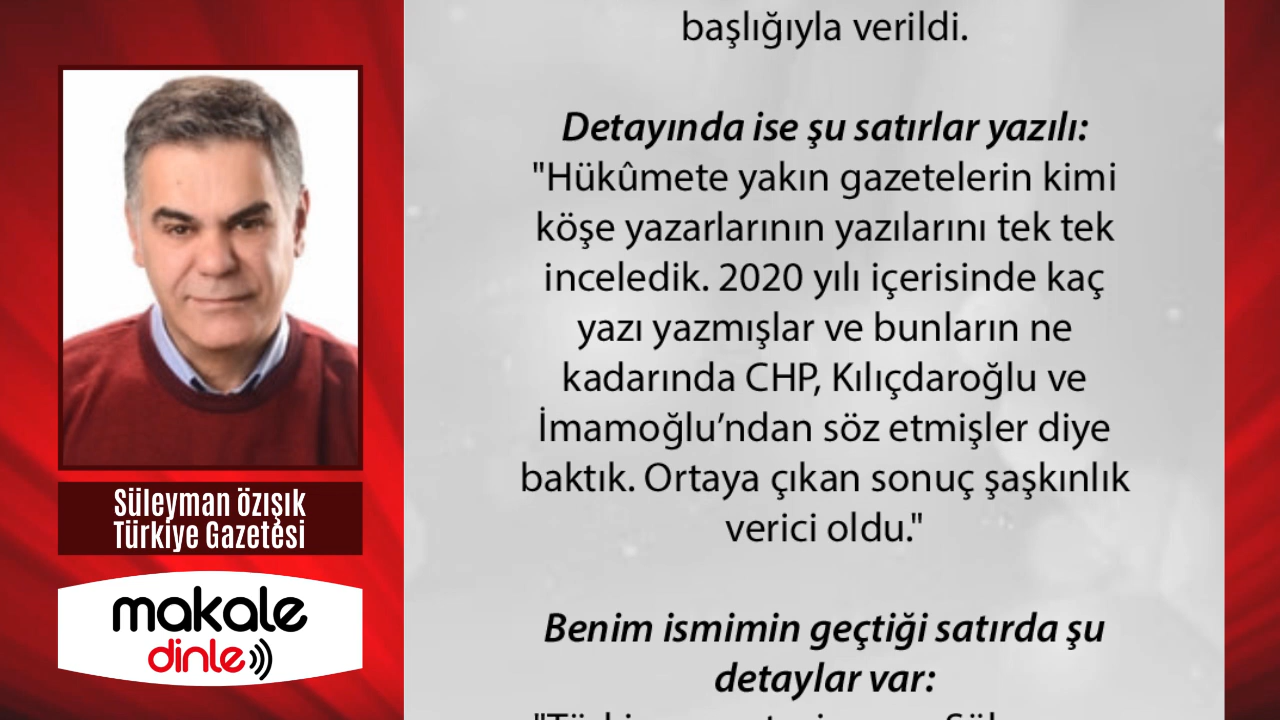 başlığıyla verildi.
Detayında ise şu satırlar yazılı:
"Hükûmete yakın gazetelerin kimi
köşe yazarlarının yazılarını tek tek
inceledik. 2020 yılı içerisinde kaç
yazı yazmışlar ve bunların ne
kadarında CHP, Kılıçdaroğlu ve
İmamoğlu’ndan söz etmişler diye
baktık. Ortaya çıkan sonuç şaşkınlık
verici oldu."
Benim ismimin geçtiği satırda şu
detaylar var:
Süleyman Özışık
Türkiye Gazetesi
makale
dinle